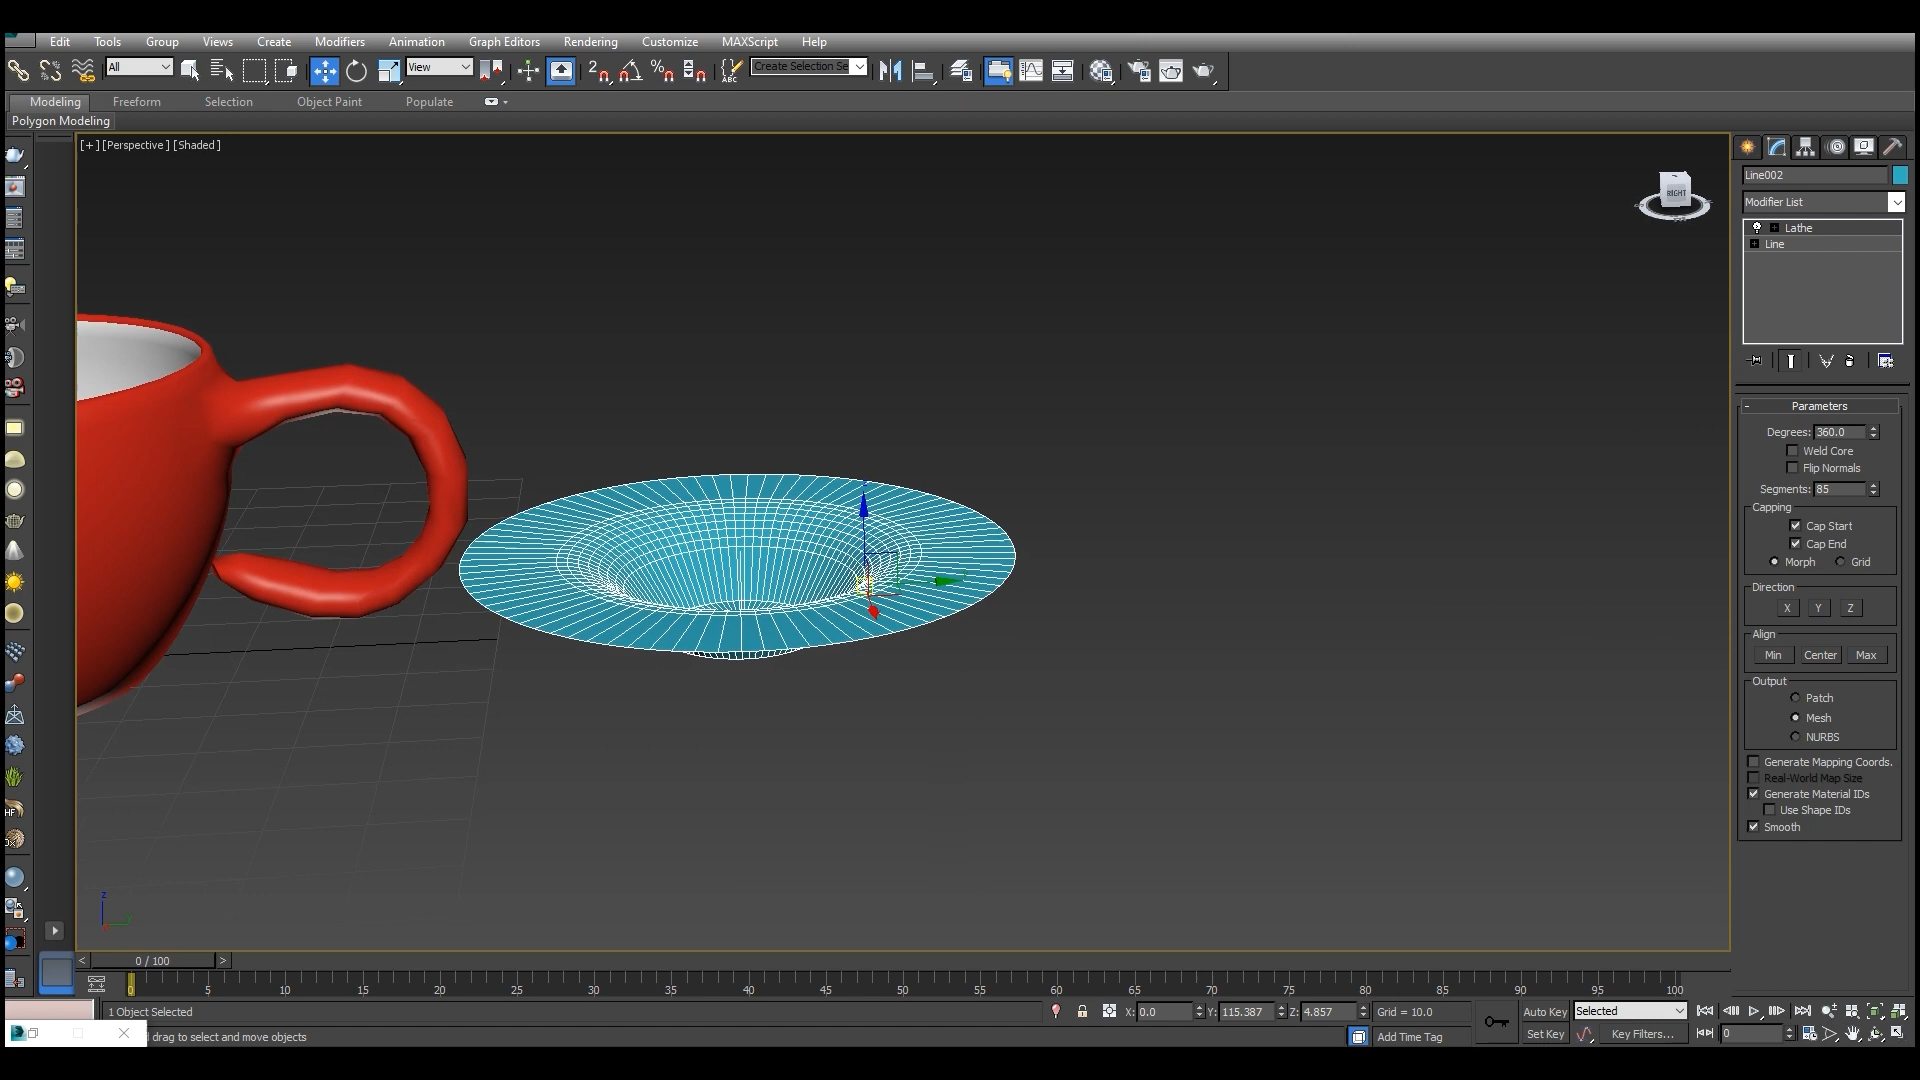 Edit Tools Group Views Create Modifiers Animation Graph Editors Rendering Customize MAXScript Help
All View Create Selection Se
Modeling Freeform Selection Object Paint Populate
Polygon Modeling
[+] [Perspective] [Shaded]
RIGHT
Line002
Modifier List
Lathe
Line
Parameters
Degrees: 360.0
Weld Core
Flip Normals
Segments: 85
Capping
Cap Start
Cap End
Morph Grid
Direction
X Y Z
Align
Min Center Max
Output
Patch
Mesh
NURBS
Generate Mapping Coords.
Real-World Map Size
Generate Material IDs
Use Shape IDs
Smooth
z
< 0 / 100 >
0 5 10 15 20 25 30 35 40 45 50 55 60 65 70 75 80 85 90 95 100
1 Object Selected X: 0.0 Y: 115.387 Z: 4.857 Grid = 10.0 Auto Key Selected
drag to select and move objects Add Time Tag Set Key Key Filters... 0